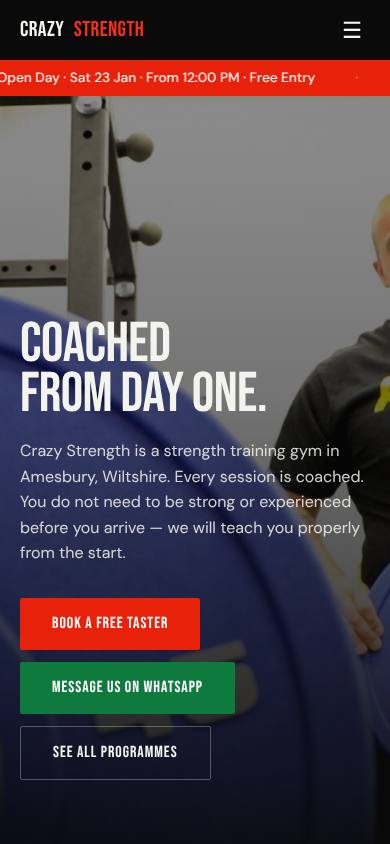 CRAZY STRENGTH
Open Day · Sat 23 Jan · From 12:00 PM · Free Entry ·
COACHED
FROM DAY ONE.
Crazy Strength is a strength training gym in
Amesbury, Wiltshire. Every session is coached.
You do not need to be strong or experienced
before you arrive — we will teach you properly
from the start.
BOOK A FREE TASTER
MESSAGE US ON WHATSAPP
SEE ALL PROGRAMMES